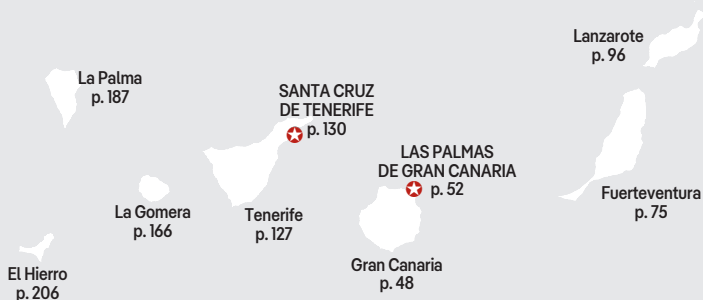 Lanzarote
p. 96
La Palma
p. 187
SANTA CRUZ
DE TENERIFE
p. 130
LAS PALMAS
DE GRAN CANARIA
p. 52
Fuerteventura
p. 75
La Gomera
p. 166
Tenerife
p. 127
Gran Canaria
p. 48
El Hierro
p. 206